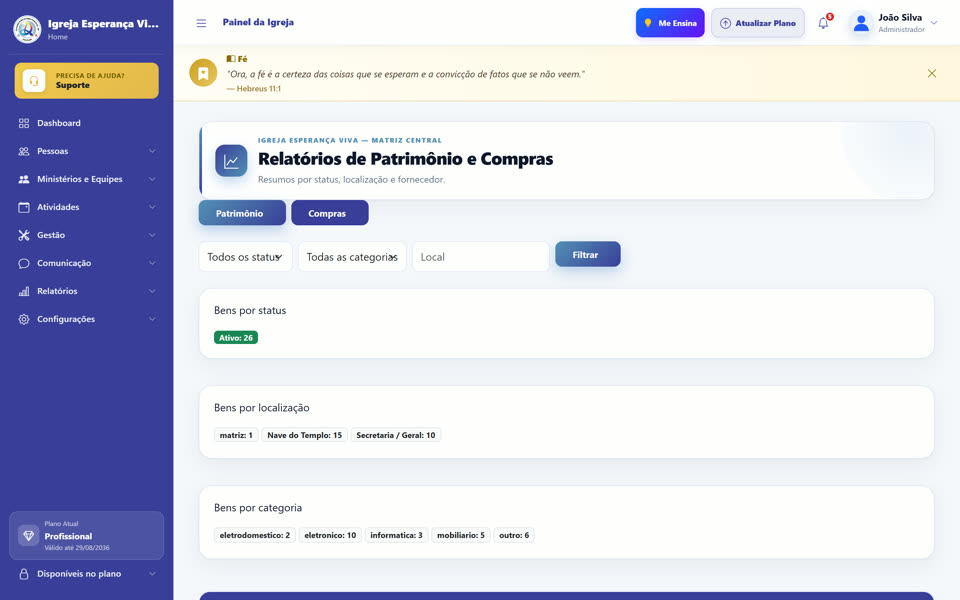 Igreja Esperança Vi...
Home
PRECISA DE AJUDA?
Suporte
Dashboard
Pessoas
Ministérios e Equipes
Atividades
Gestão
Comunicação
Relatórios
Configurações
Plano Atual
Profissional
Válido até 29/08/2036
Disponíveis no plano
Painel da Igreja
Me Ensina
Atualizar Plano
5
João Silva
Administrador
Fé
"Ora, a fé é a certeza das coisas que se esperam e a convicção de fatos que se não veem."
— Hebreus 11:1
IGREJA ESPERANÇA VIVA — MATRIZ CENTRAL
Relatórios de Patrimônio e Compras
Resumos por status, localização e fornecedor.
Patrimônio
Compras
Todos os status
Todas as categorias
Local
Filtrar
Bens por status
Ativo: 26
Bens por localização
matriz: 1
Nave do Templo: 15
Secretaria / Geral: 10
Bens por categoria
eletrodomestico: 2
eletronico: 10
informatica: 3
mobiliario: 5
outro: 6